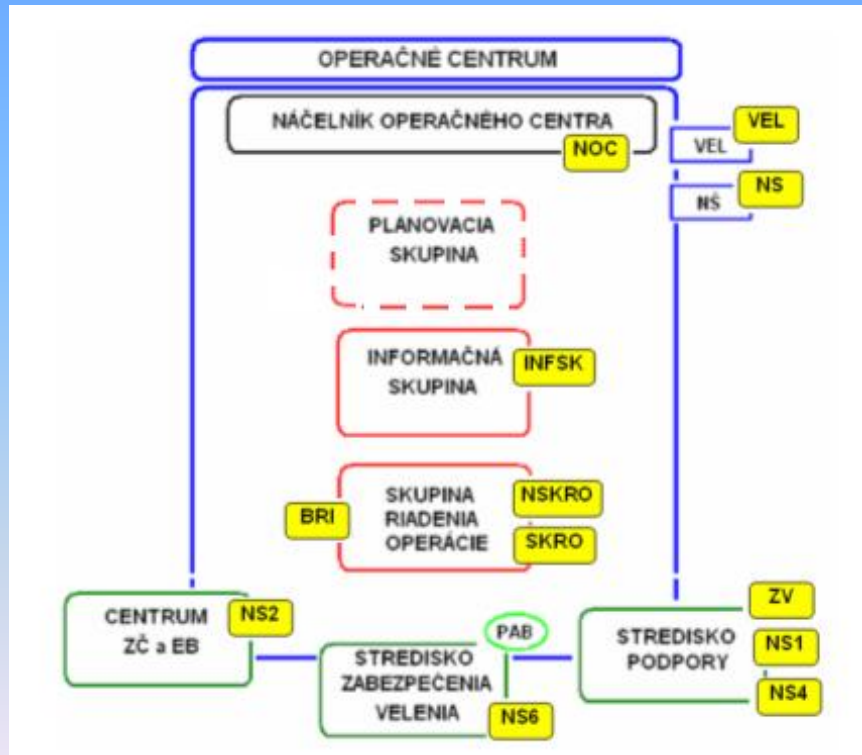 OPERAČNÉ CENTRUM
NÁČELNÍK OPERAČNÉHO CENTRA
NOC
VEL
VEL
NS
NŠ
PLÁNOVACIA
SKUPINA
INFORMAČNÁ
SKUPINA
INFSK
BRI
SKUPINA
RIADENIA
OPERÁCIE
NSKRO
SKRO
CENTRUM
ZČ a EB
NS2
PAB
STREDISKO
ZABEZPEČENIA
VELENIA
NS6
STREDISKO
PODPORY
ZV
NS1
NS4